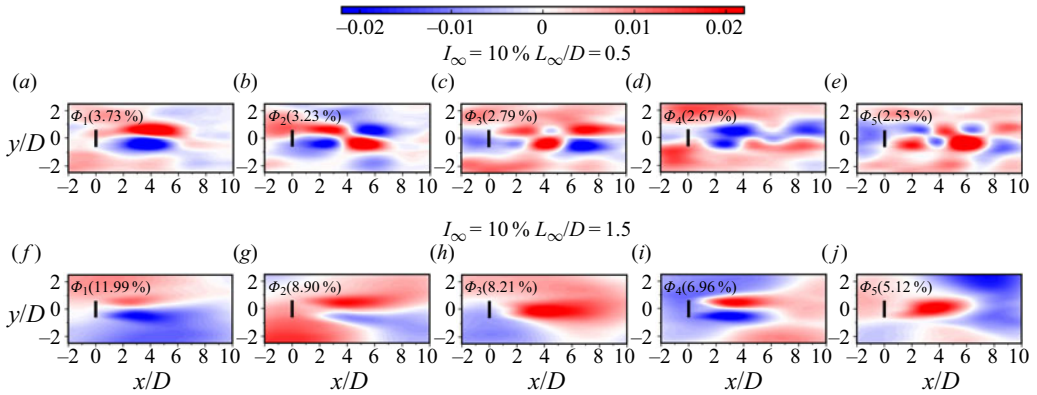 −0.02 −0.01 0 0.01 0.02
I∞ = 10 % L∞/D = 0.5
(a) (b) (c) (d) (e)
Φ1(3.73 %) Φ2(3.23 %) Φ3(2.79 %) Φ4(2.67 %) Φ5(2.53 %)
2 2 2 2 2
y/D 0 0 0 0 0
−2 −2 −2 −2 −2
−2 0 2 4 6 8 10 −2 0 2 4 6 8 10 −2 0 2 4 6 8 10 −2 0 2 4 6 8 10 −2 0 2 4 6 8 10
I∞ = 10 % L∞/D = 1.5
(f) (g) (h) (i) (j)
Φ1(11.99 %) Φ2(8.90 %) Φ3(8.21 %) Φ4(6.96 %) Φ5(5.12 %)
2 2 2 2 2
y/D 0 0 0 0 0
−2 −2 −2 −2 −2
−2 0 2 4 6 8 10 −2 0 2 4 6 8 10 −2 0 2 4 6 8 10 −2 0 2 4 6 8 10 −2 0 2 4 6 8 10
x/D x/D x/D x/D x/D